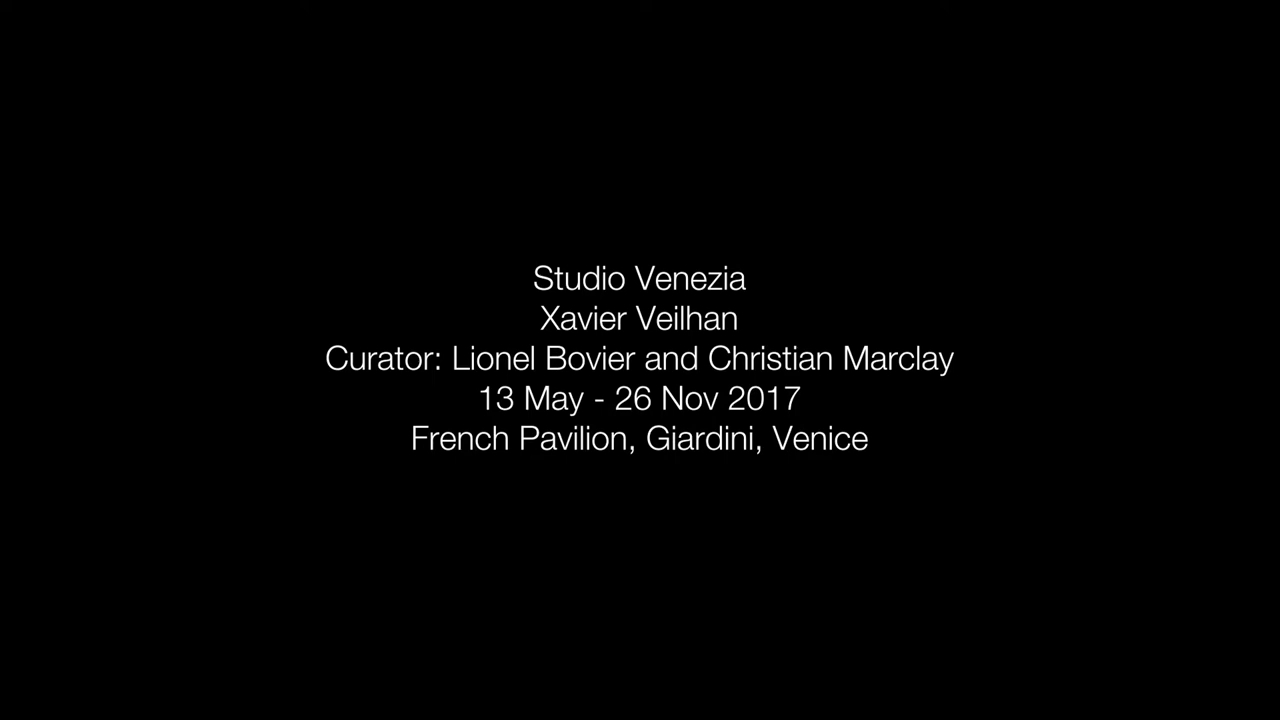 Studio Venezia
Xavier Veilhan
Curator: Lionel Bovier and Christian Marclay
13 May - 26 Nov 2017
French Pavilion, Giardini, Venice